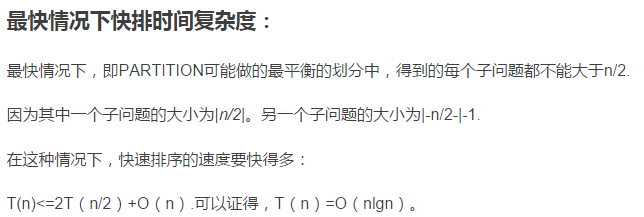 最快情况下快排时间复杂度：
最快情况下，即PARTITION可能做的最平衡的划分中，得到的每个子问题都不能大于n/2.
因为其中一个子问题的大小为|n/2|。另一个子问题的大小为|-n/2-|-1.
在这种情况下，快速排序的速度要快得多：
T(n)<=2T（n/2）+O（n）.可以证得，T（n）=O（nlgn）。